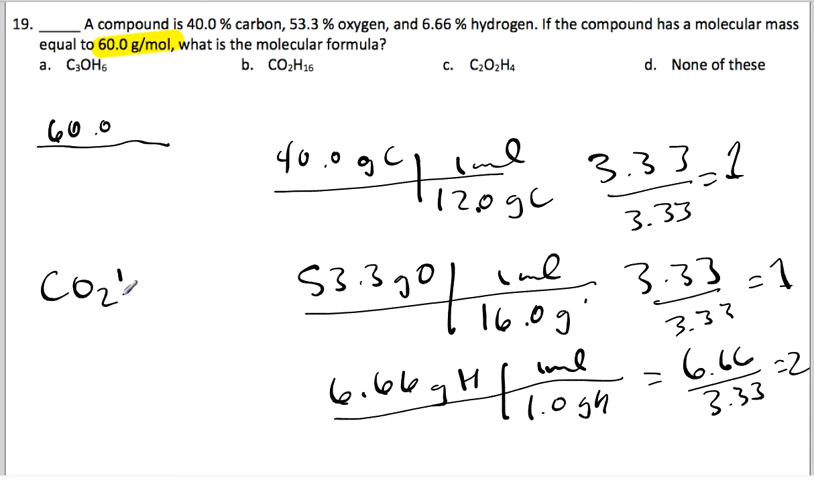 19. _____ A compound is 40.0 % carbon, 53.3 % oxygen, and 6.66 % hydrogen. If the compound has a molecular mass
equal to 60.0 g/mol, what is the molecular formula?
a. C₃OH₆ b. CO₂H₁₆ c. C₂O₂H₄ d. None of these
60.0
40.0 g C | 1 mol / 12.0 g C 3.33 / 3.33 = 1
CO₂
53.3 g O | 1 mol / 16.0 g 3.33 / 3.33 = 1
6.66 g H | 1 mol / 1.0 g H = 6.66 / 3.33 = 2